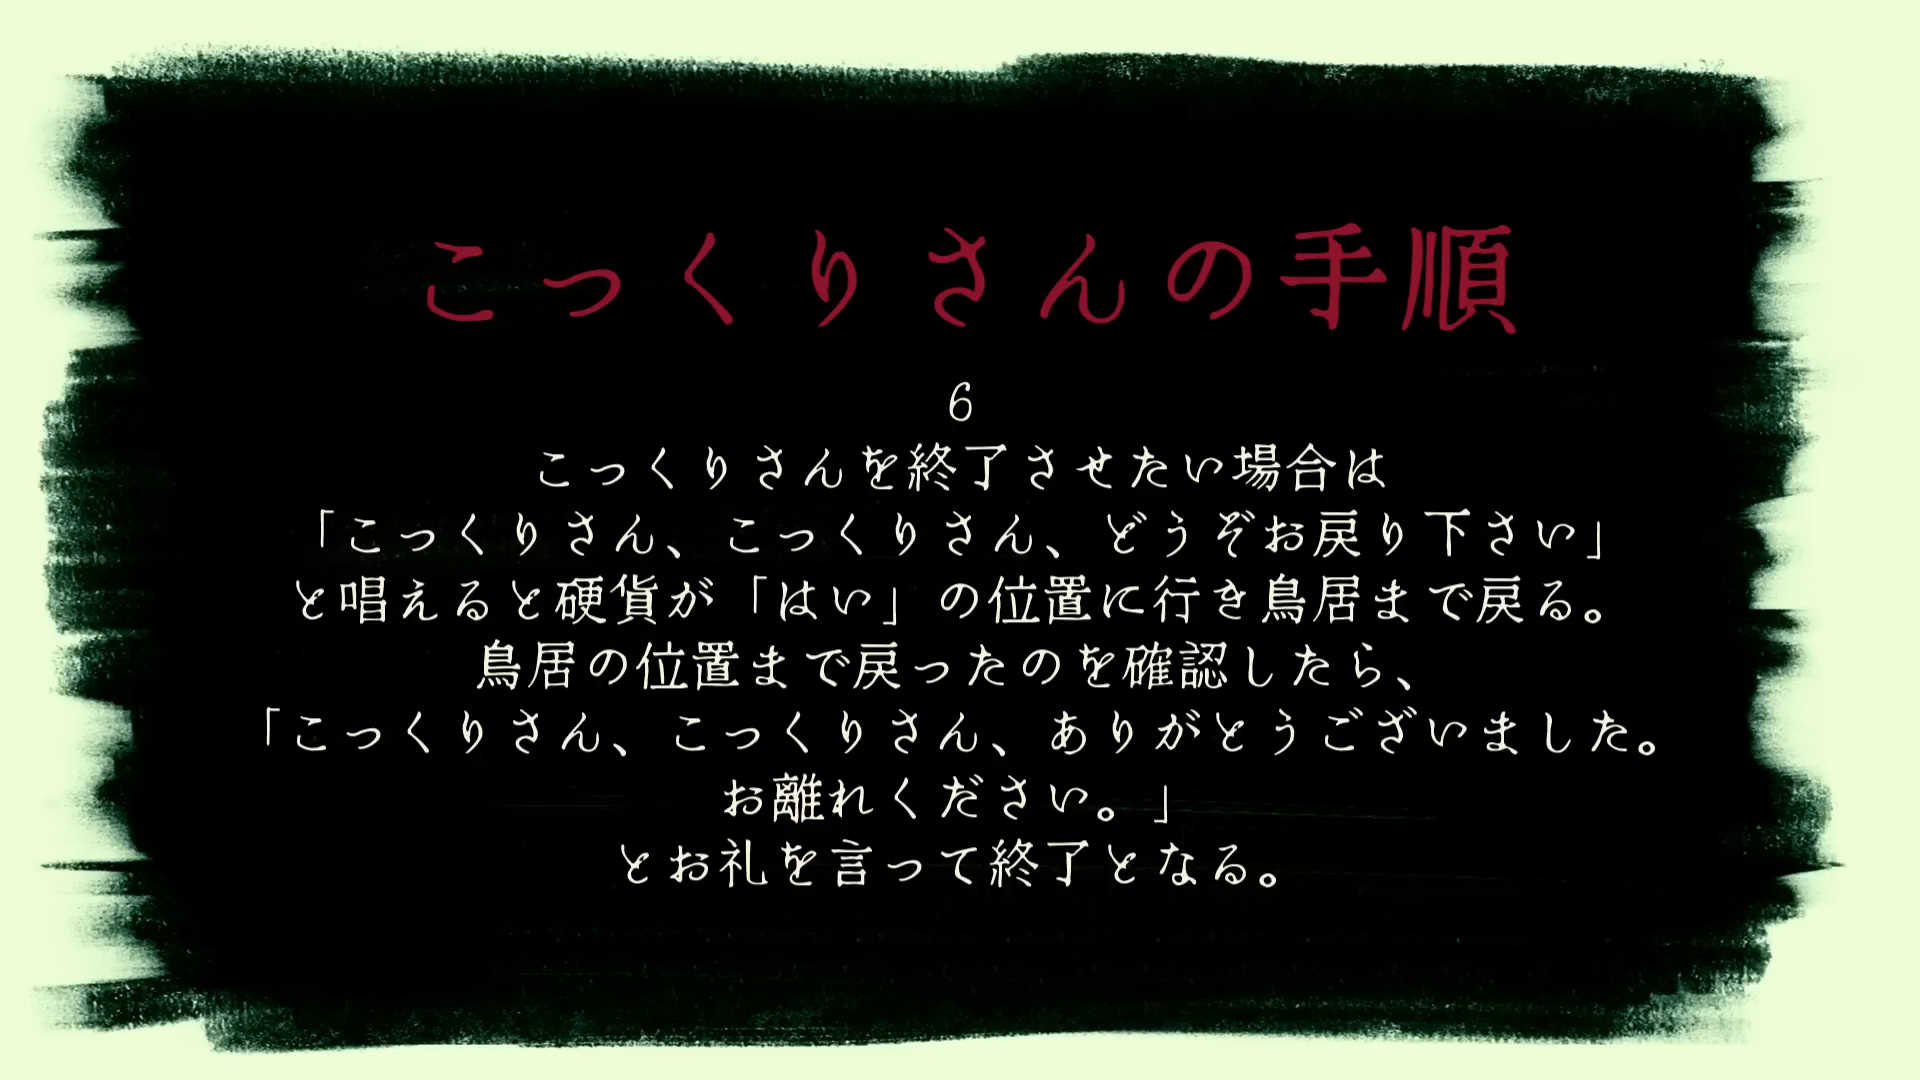 こっくりさんの手順
6
こっくりさんを終了させたい場合は
「こっくりさん、こっくりさん、どうぞお戻り下さい」
と唱えると硬貨が「はい」の位置に行き鳥居まで戻る。
鳥居の位置まで戻ったのを確認したら、
「こっくりさん、こっくりさん、ありがとうございました。
お離れください。」
とお礼を言って終了となる。